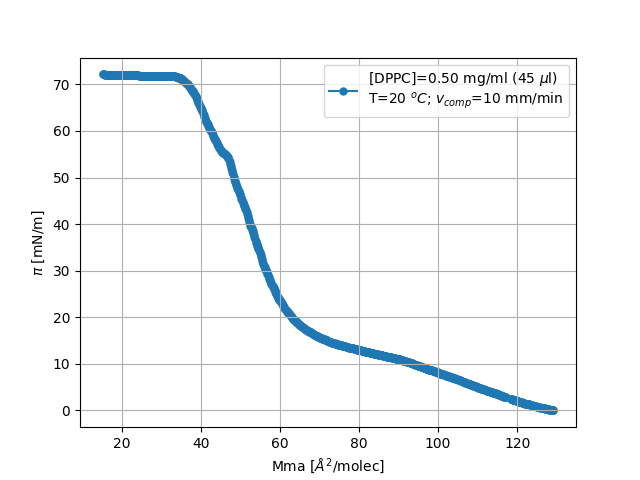 [DPPC]=0.50 mg/ml (45 μl)
T=20 °C; v_comp=10 mm/min
70
60
50
40
30
20
10
0
π [mN/m]
20 40 60 80 100 120
Mma [Å²/molec]